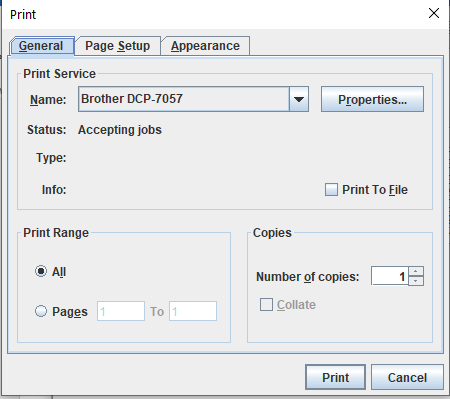 Print
General Page Setup Appearance
Print Service
Name: Brother DCP-7057 Properties...
Status: Accepting jobs
Type:
Info: Print To File
Print Range Copies
All
Number of copies: 1
Pages 1 To 1
Collate
Print Cancel